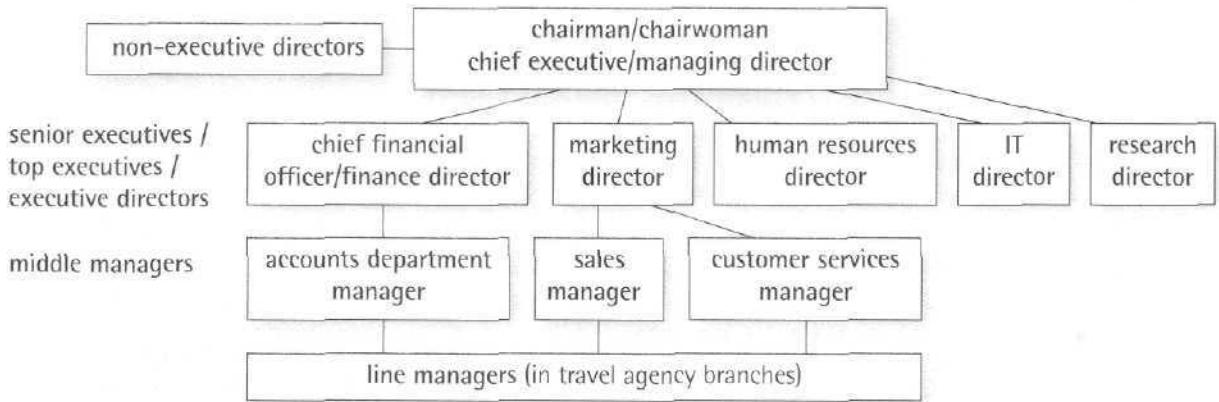 chairman/chairwoman
non-executive directors
chief executive/managing director
senior executives /
top executives /
executive directors
chief financial
officer/finance director
marketing
director
human resources
director
IT
director
research
director
middle managers
accounts department
manager
sales
manager
customer services
manager
line managers (in travel agency branches)